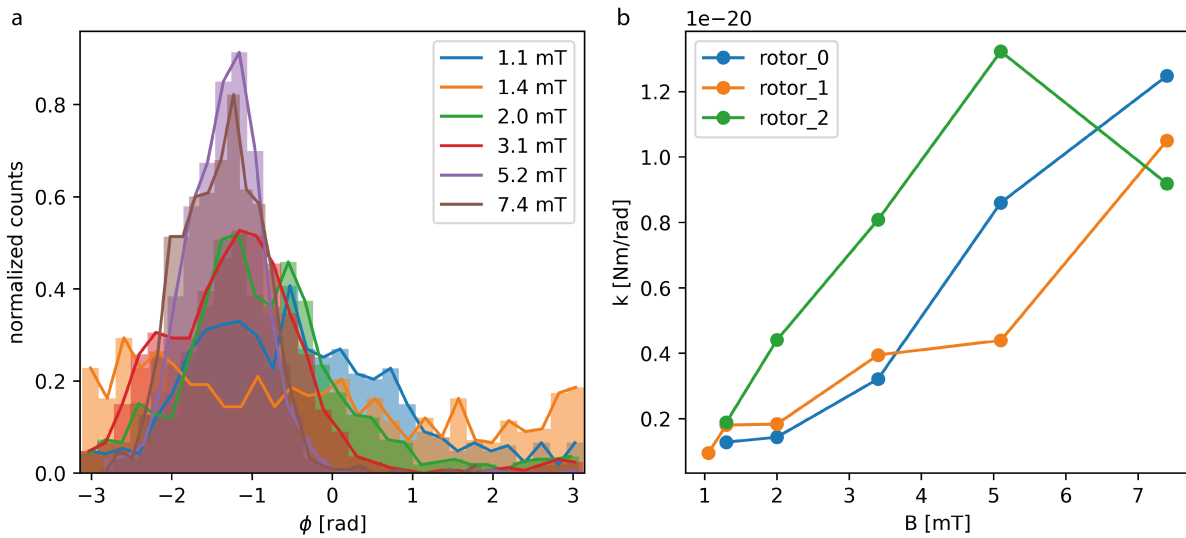 a
normalized counts
0.8
0.6
0.4
0.2
0.0
−3
−2
−1
0
1
2
3
ϕ [rad]
1.1 mT
1.4 mT
2.0 mT
3.1 mT
5.2 mT
7.4 mT
b
1e−20
k [Nm/rad]
1.2
1.0
0.8
0.6
0.4
0.2
1
2
3
4
5
6
7
B [mT]
rotor_0
rotor_1
rotor_2